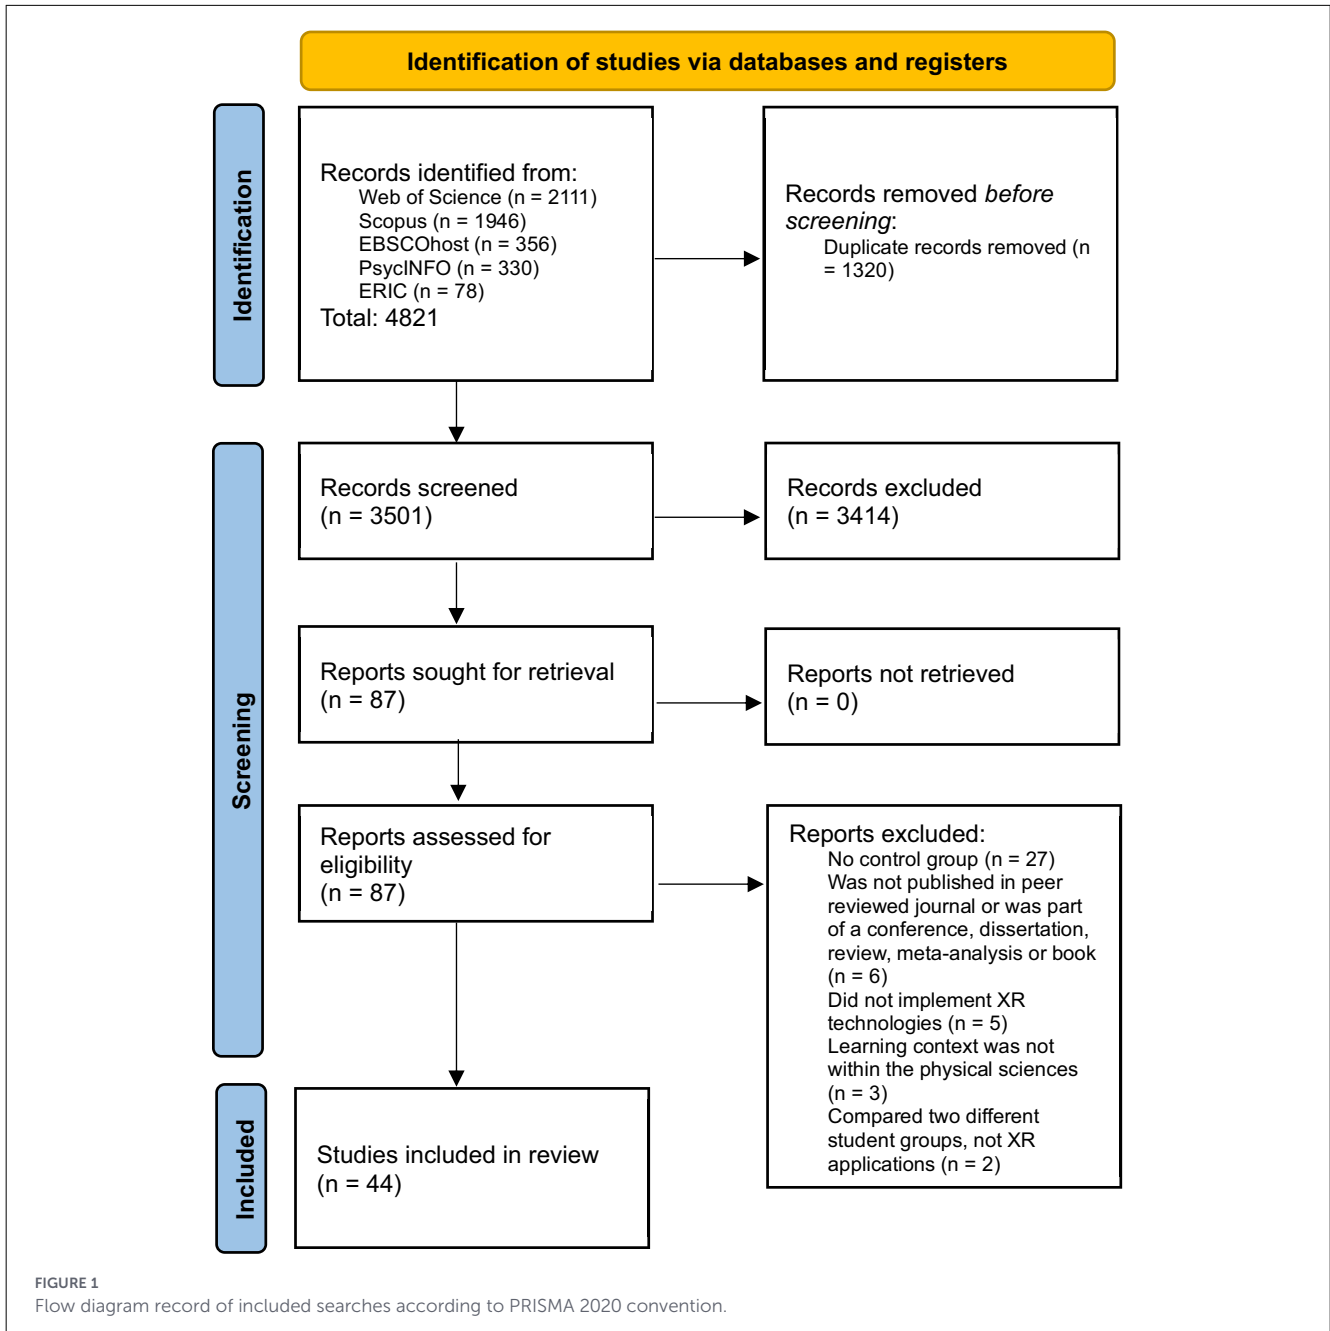 Identification of studies via databases and registers
Identification
Records identified from:
Web of Science (n = 2111)
Scopus (n = 1946)
EBSCOhost (n = 356)
PsycINFO (n = 330)
ERIC (n = 78)
Total: 4821
Records removed before
screening:
Duplicate records removed (n
= 1320)
Screening
Records screened
(n = 3501)
Records excluded
(n = 3414)
Reports sought for retrieval
(n = 87)
Reports not retrieved
(n = 0)
Reports assessed for
eligibility
(n = 87)
Reports excluded:
No control group (n = 27)
Was not published in peer
reviewed journal or was part
of a conference, dissertation,
review, meta-analysis or book
(n = 6)
Did not implement XR
technologies (n = 5)
Learning context was not
within the physical sciences
(n = 3)
Compared two different
student groups, not XR
applications (n = 2)
Included
Studies included in review
(n = 44)
FIGURE 1
Flow diagram record of included searches according to PRISMA 2020 convention.